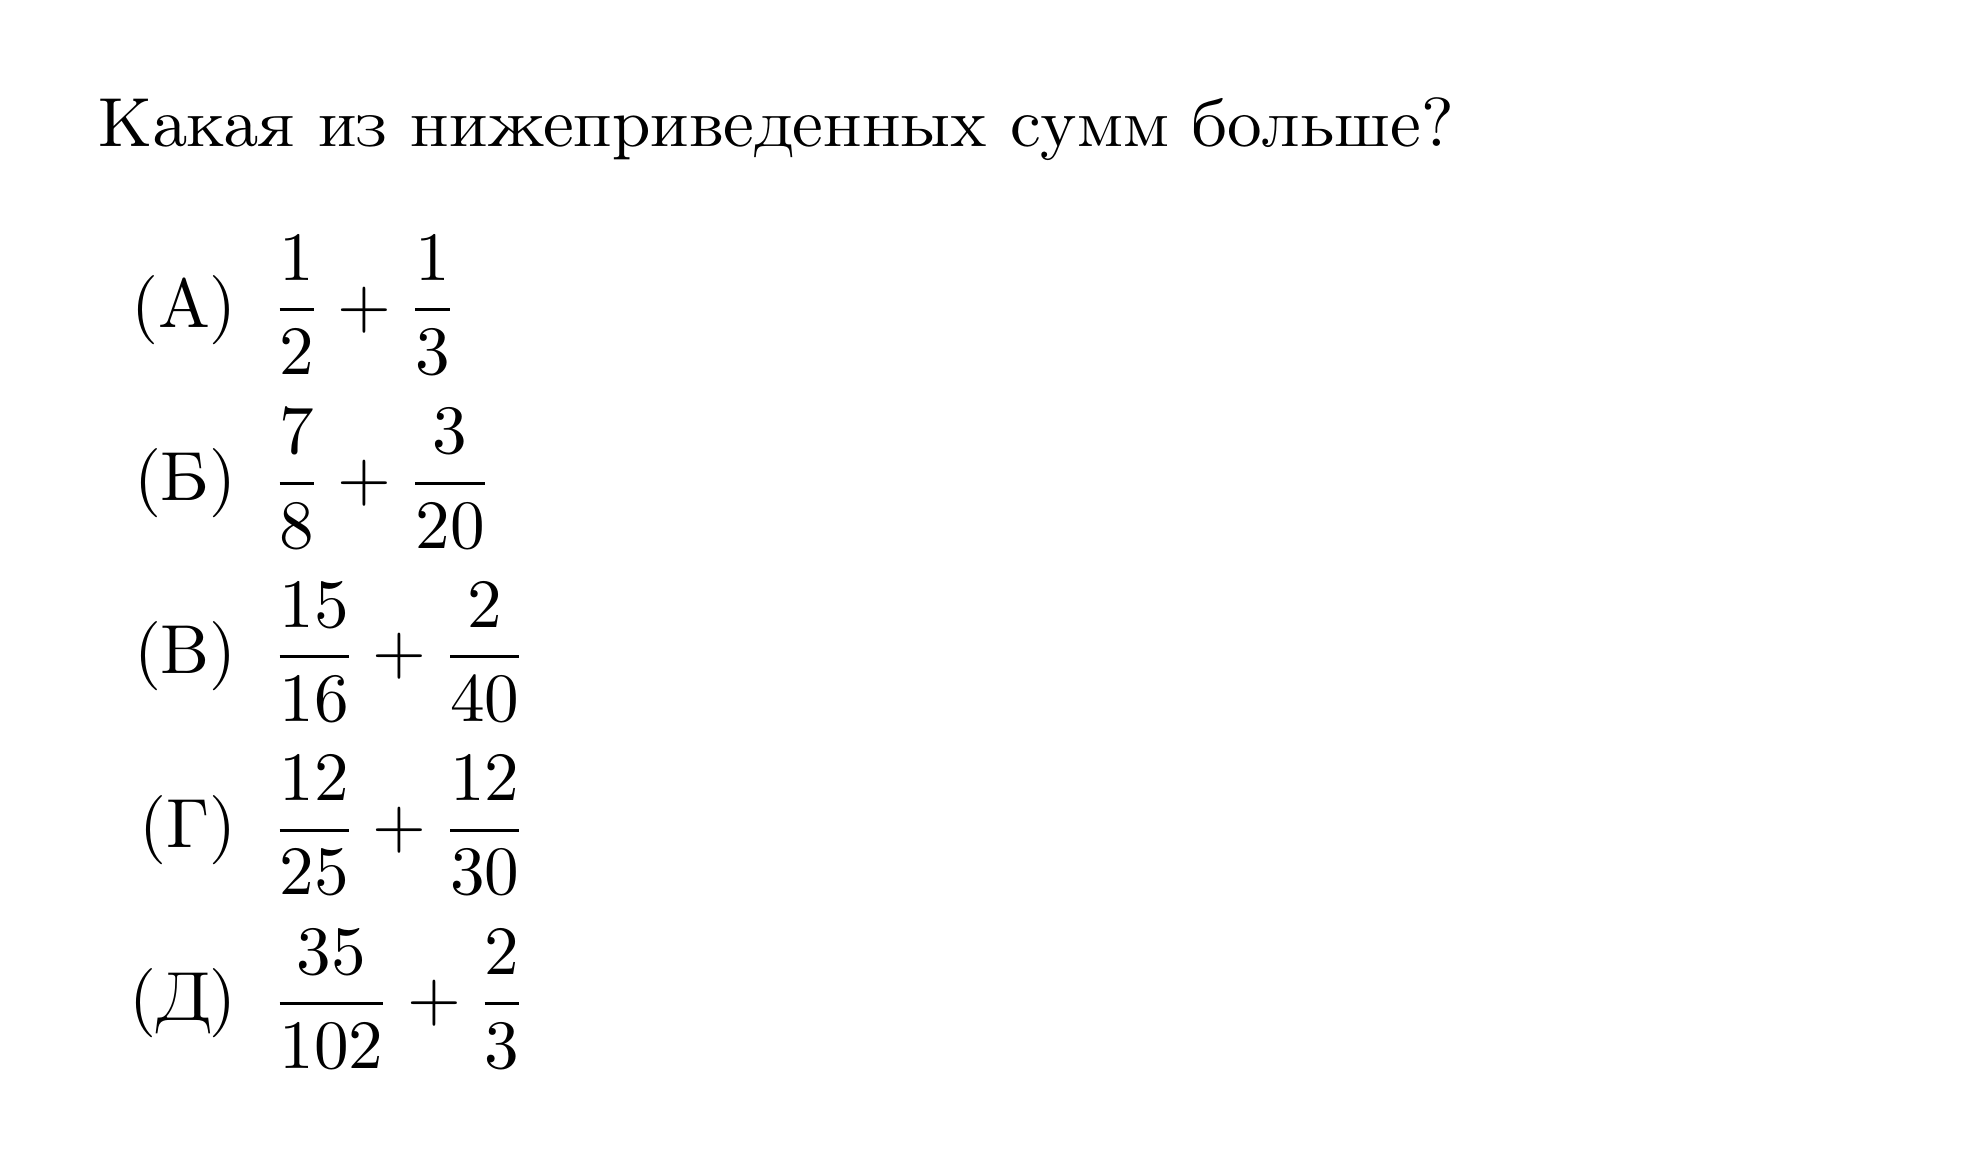 Какая из нижеприведенных сумм больше?
(А) $\frac{1}{2} + \frac{1}{3}$
(Б) $\frac{7}{8} + \frac{3}{20}$
(В) $\frac{15}{16} + \frac{2}{40}$
(Г) $\frac{12}{25} + \frac{12}{30}$
(Д) $\frac{35}{102} + \frac{2}{3}$